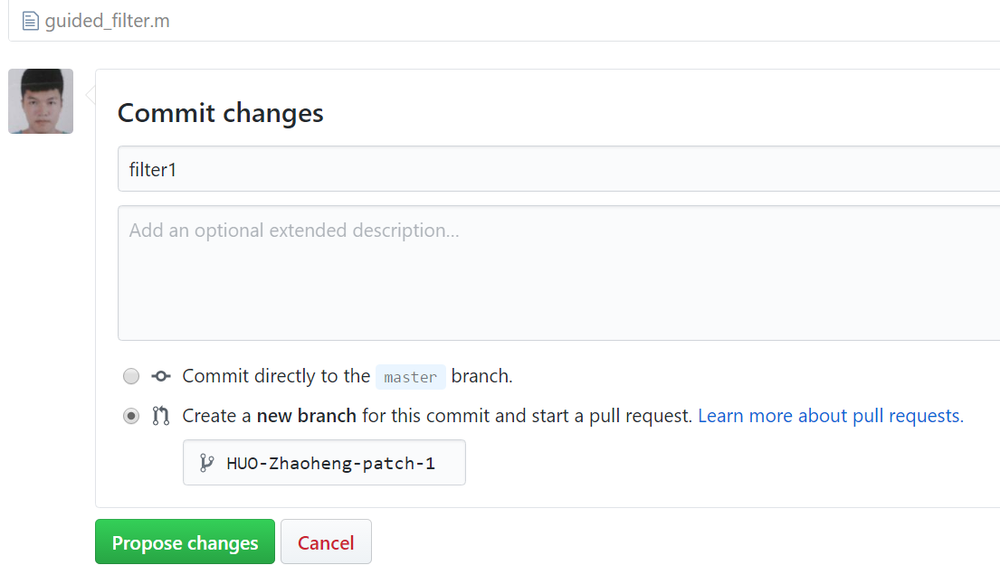 guided_filter.m
Commit changes
filter1
Add an optional extended description...
Commit directly to the master branch.
Create a new branch for this commit and start a pull request. Learn more about pull requests.
HUO-Zhaoheng-patch-1
Propose changes Cancel